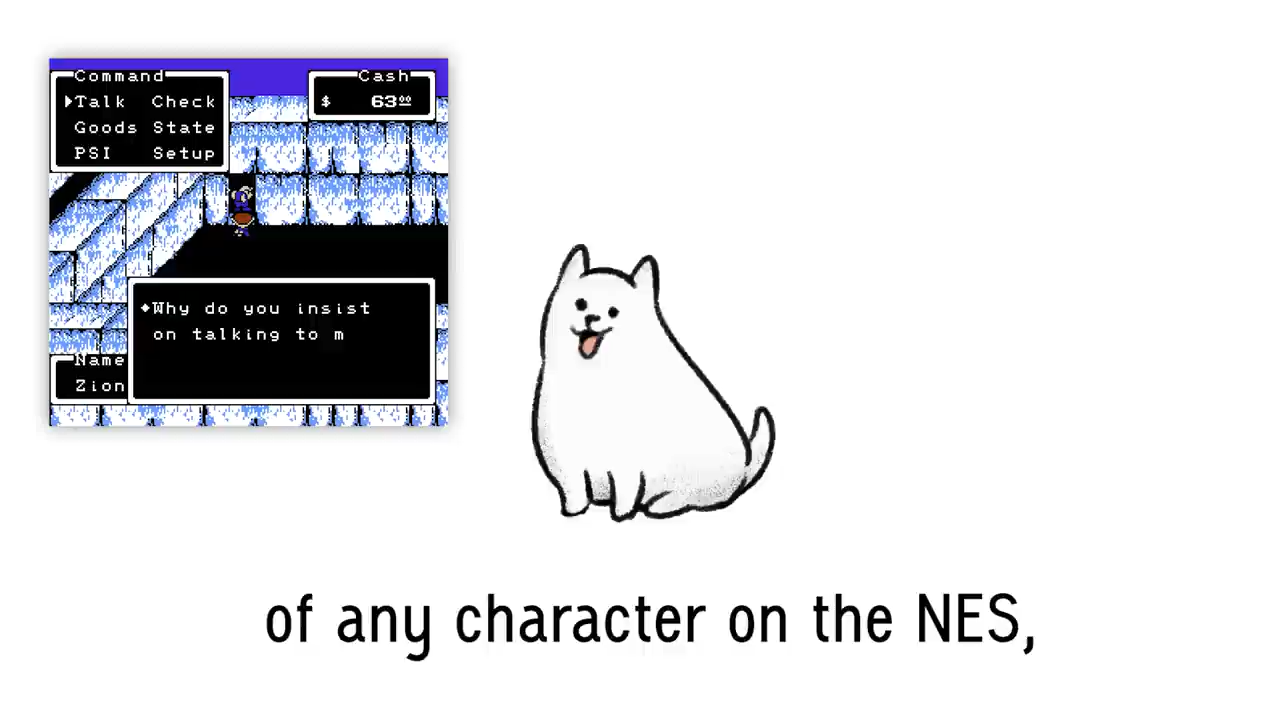 Command
Talk Check
Goods State
PSI Setup
Cash
$ 63.00
Why do you insist
on talking to m
Name
Zion
of any character on the NES,